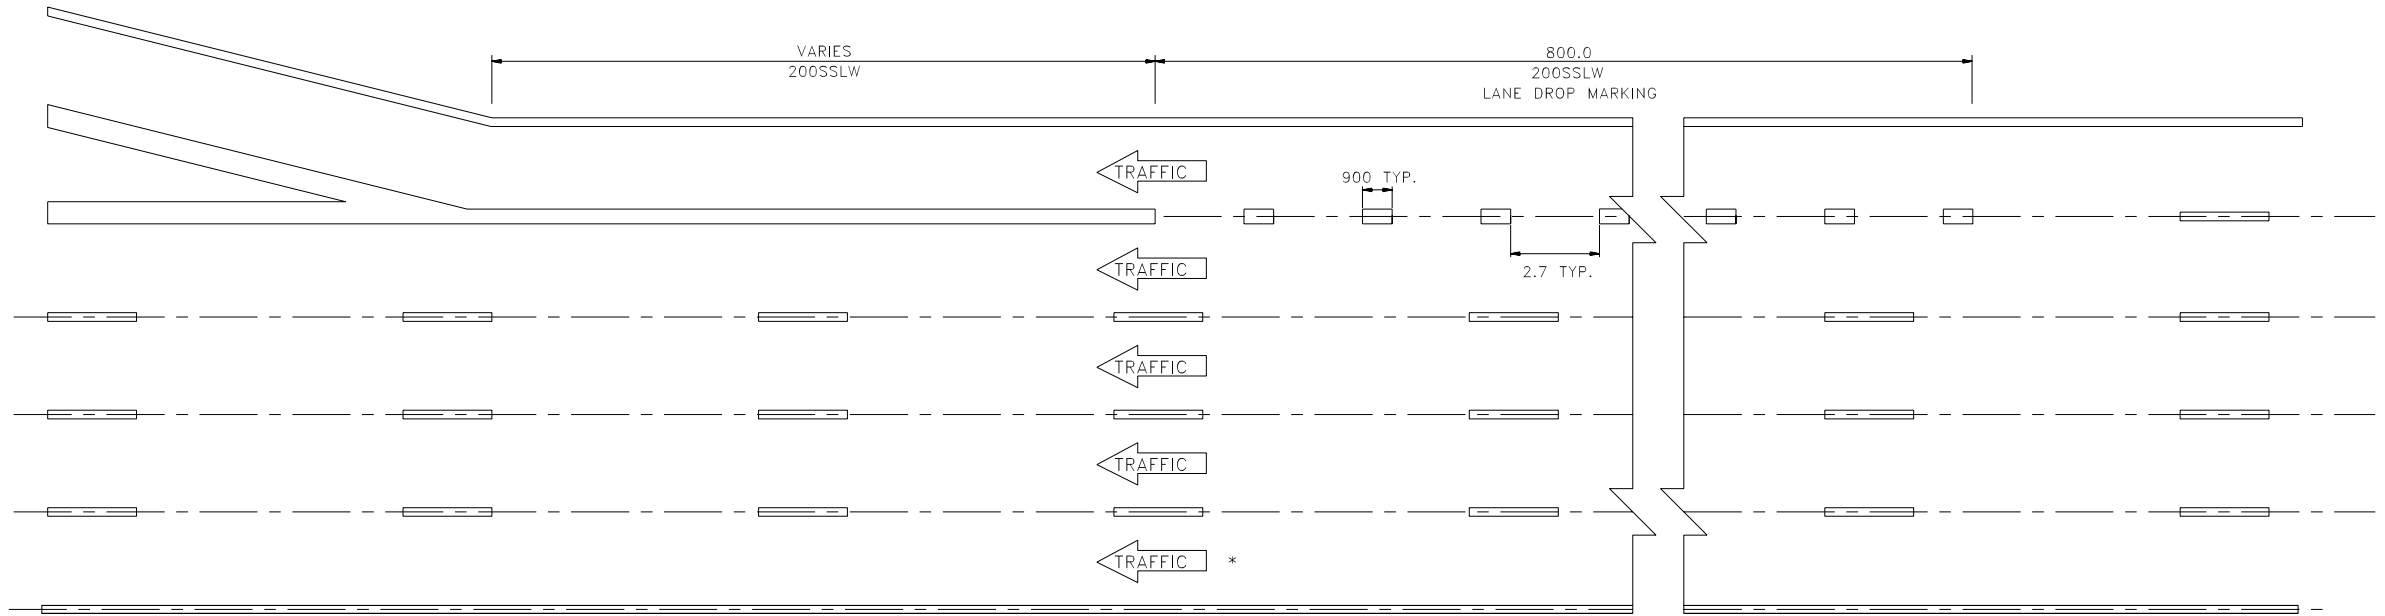 VARIES
200SSLW
800.0
200SSLW
LANE DROP MARKING
TRAFFIC
900 TYP.
2.7 TYP.
TRAFFIC
TRAFFIC
TRAFFIC
TRAFFIC *